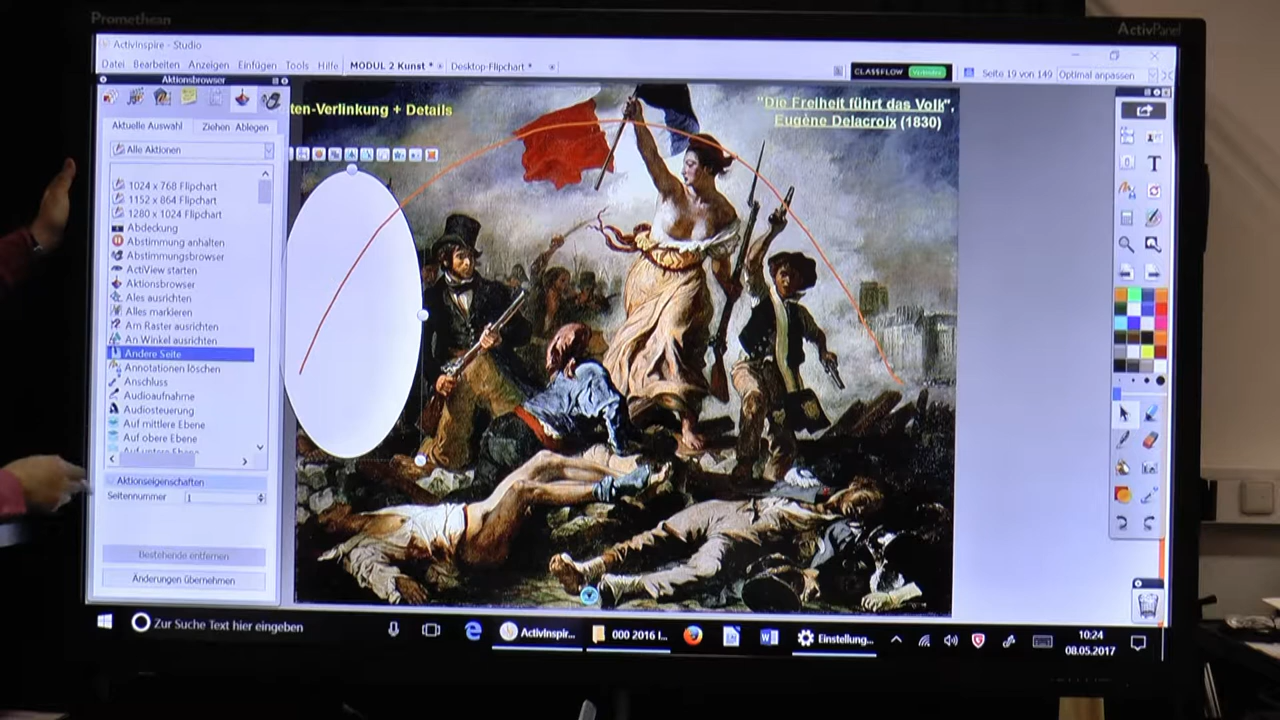 Promethean
ActivPanel
ActivInspire - Studio
Datei Bearbeiten Anzeigen Einfügen Tools Hilfe MODUL 2 Kunst * Desktop-Flipchart *
CLASSFLOW
Seite 19 von 149
Optimal anpassen
Aktionsbrowser
Aktuelle Auswahl
Ziehen Ablegen
Alle Aktionen
1024 x 768 Flipchart
1152 x 864 Flipchart
1280 x 1024 Flipchart
Abdeckung
Abstimmung anhalten
Abstimmungsbrowser
ActiView starten
Aktionsbrowser
Alles ausrichten
Alles markieren
Am Raster ausrichten
An Winkel ausrichten
Andere Seite
Annotationen löschen
Anschluss
Audioaufnahme
Audiosteuerung
Auf mittlere Ebene
Auf obere Ebene
Auf untere Ebene
Aktionseigenschaften
Seitennummer 1
Bestehende entfernen
Änderungen übernehmen
ten-Verlinkung + Details
"Die Freiheit führt das Volk",
Eugène Delacroix (1830)
Zur Suche Text hier eingeben
ActivInspir...
000 2016 I...
Einstellung...
10:24
08.05.2017